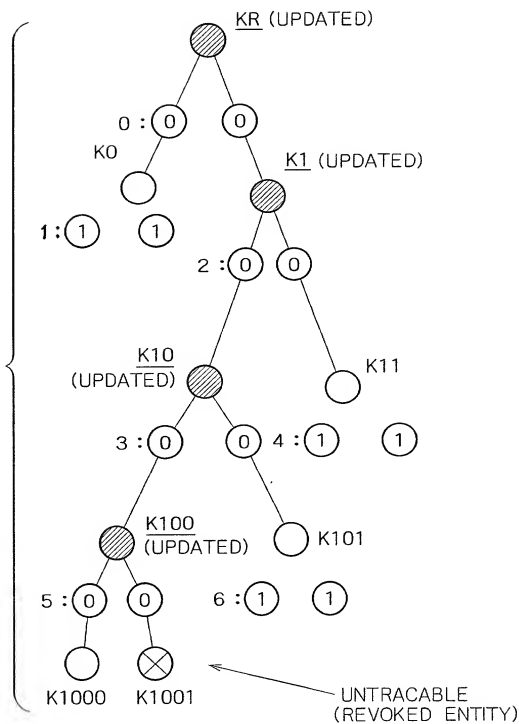 KR (UPDATED)
0 : 0 0
K0
K1 (UPDATED)
1 : 1 1
2 : 0 0
K10
(UPDATED)
K11
3 : 0 0
4 : 1 1
K100
(UPDATED)
K101
5 : 0 0
6 : 1 1
K1000 K1001
UNTRACABLE
(REVOKED ENTITY)